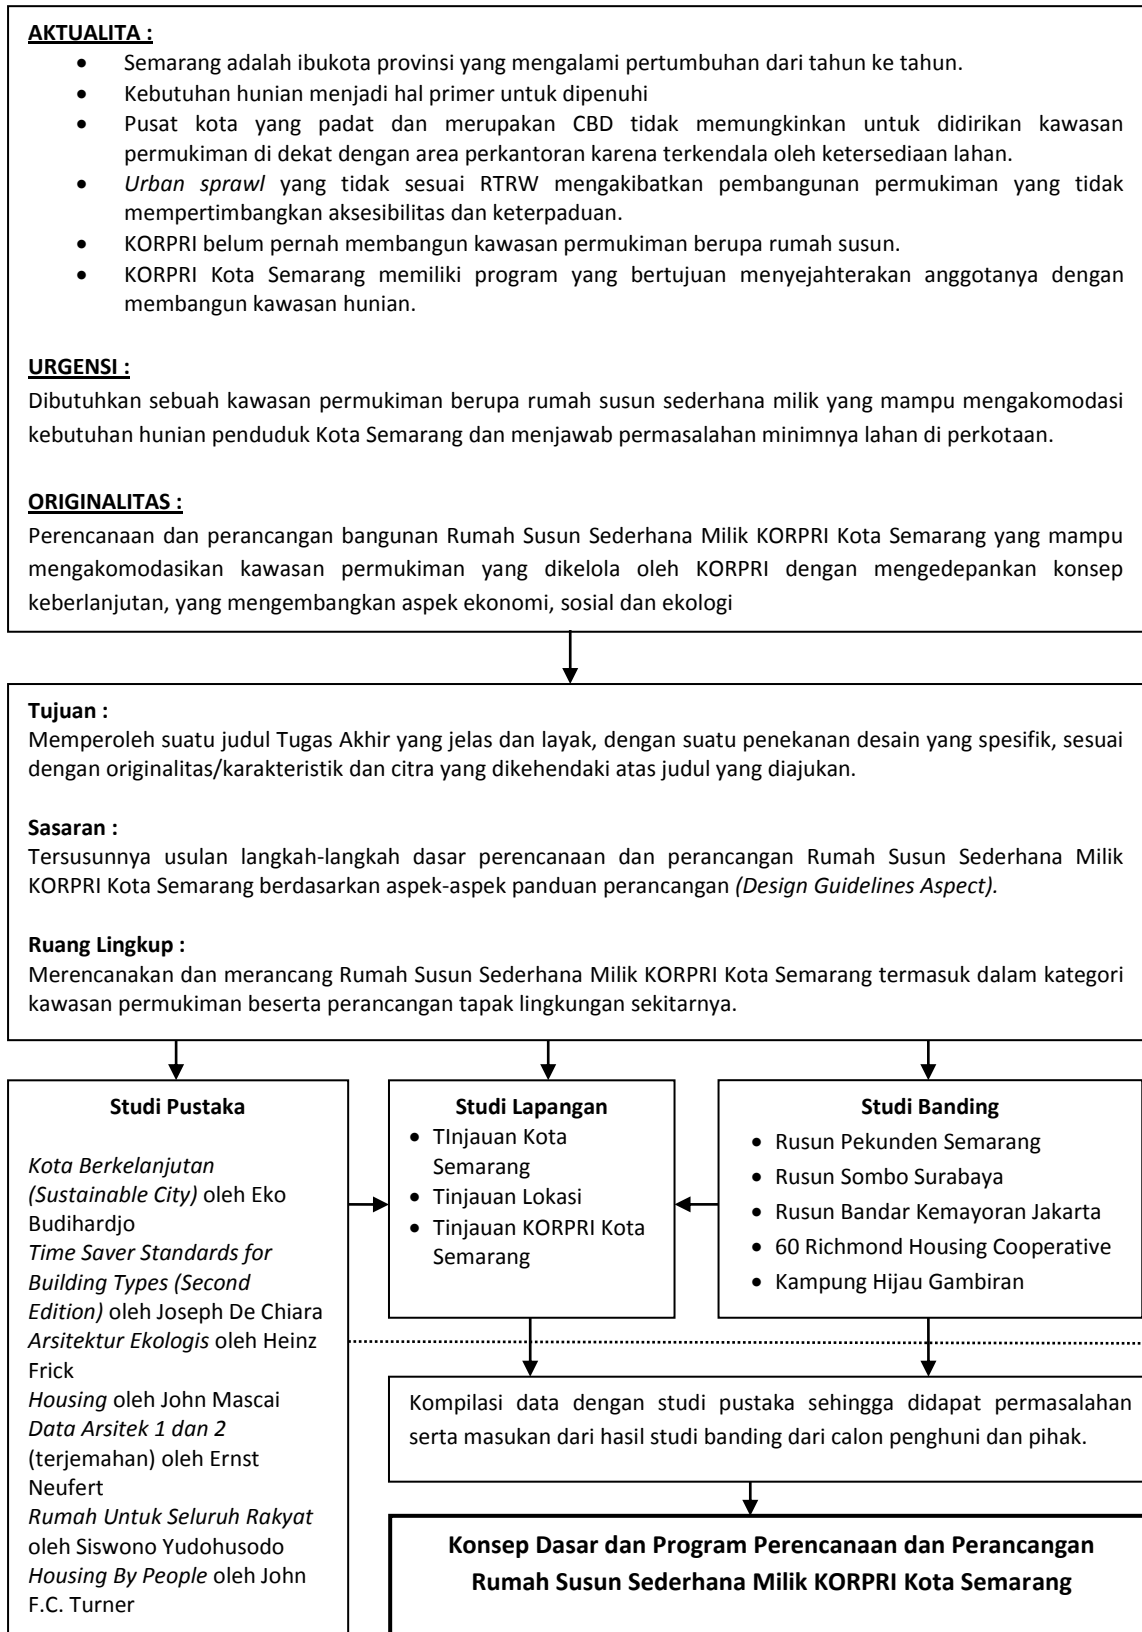 AKTUALITA :
• Semarang adalah ibukota provinsi yang mengalami pertumbuhan dari tahun ke tahun.
• Kebutuhan hunian menjadi hal primer untuk dipenuhi
• Pusat kota yang padat dan merupakan CBD tidak memungkinkan untuk didirikan kawasan
permukiman di dekat dengan area perkantoran karena terkendala oleh ketersediaan lahan.
• Urban sprawl yang tidak sesuai RTRW mengakibatkan pembangunan permukiman yang tidak
mempertimbangkan aksesibilitas dan keterpaduan.
• KORPRI belum pernah membangun kawasan permukiman berupa rumah susun.
• KORPRI Kota Semarang memiliki program yang bertujuan menyejahterakan anggotanya dengan
membangun kawasan hunian.
URGENSI :
Dibutuhkan sebuah kawasan permukiman berupa rumah susun sederhana milik yang mampu mengakomodasi
kebutuhan hunian penduduk Kota Semarang dan menjawab permasalahan minimnya lahan di perkotaan.
ORIGINALITAS :
Perencanaan dan perancangan bangunan Rumah Susun Sederhana Milik KORPRI Kota Semarang yang mampu
mengakomodasikan kawasan permukiman yang dikelola oleh KORPRI dengan mengedepankan konsep
keberlanjutan, yang mengembangkan aspek ekonomi, sosial dan ekologi
Tujuan :
Memperoleh suatu judul Tugas Akhir yang jelas dan layak, dengan suatu penekanan desain yang spesifik, sesuai
dengan originalitas/karakteristik dan citra yang dikehendaki atas judul yang diajukan.
Sasaran :
Tersusunnya usulan langkah-langkah dasar perencanaan dan perancangan Rumah Susun Sederhana Milik
KORPRI Kota Semarang berdasarkan aspek-aspek panduan perancangan (Design Guidelines Aspect).
Ruang Lingkup :
Merencanakan dan merancang Rumah Susun Sederhana Milik KORPRI Kota Semarang termasuk dalam kategori
kawasan permukiman beserta perancangan tapak lingkungan sekitarnya.
Studi Pustaka
Kota Berkelanjutan
(Sustainable City) oleh Eko
Budihardjo
Time Saver Standards for
Building Types (Second
Edition) oleh Joseph De Chiara
Arsitektur Ekologis oleh Heinz
Frick
Housing oleh John Mascai
Data Arsitek 1 dan 2
(terjemahan) oleh Ernst
Neufert
Rumah Untuk Seluruh Rakyat
oleh Siswono Yudohusodo
Housing By People oleh John
F.C. Turner
Studi Lapangan
• TInjauan Kota
Semarang
• Tinjauan Lokasi
• Tinjauan KORPRI Kota
Semarang
Studi Banding
• Rusun Pekunden Semarang
• Rusun Sombo Surabaya
• Rusun Bandar Kemayoran Jakarta
• 60 Richmond Housing Cooperative
• Kampung Hijau Gambiran
Kompilasi data dengan studi pustaka sehingga didapat permasalahan
serta masukan dari hasil studi banding dari calon penghuni dan pihak.
Konsep Dasar dan Program Perencanaan dan Perancangan
Rumah Susun Sederhana Milik KORPRI Kota Semarang